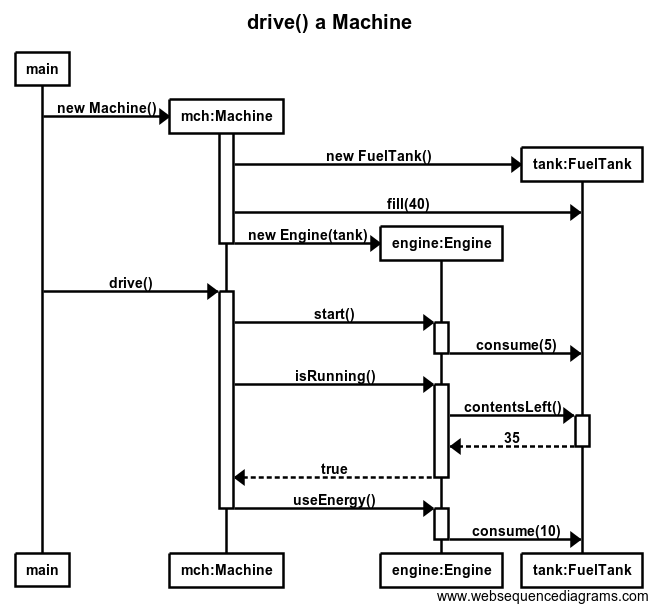 drive() a Machine
main
new Machine()
mch:Machine
new FuelTank()
tank:FuelTank
fill(40)
new Engine(tank)
engine:Engine
drive()
start()
consume(5)
isRunning()
contentsLeft()
35
true
useEnergy()
consume(10)
main
mch:Machine
engine:Engine
tank:FuelTank
www.websequencediagrams.com